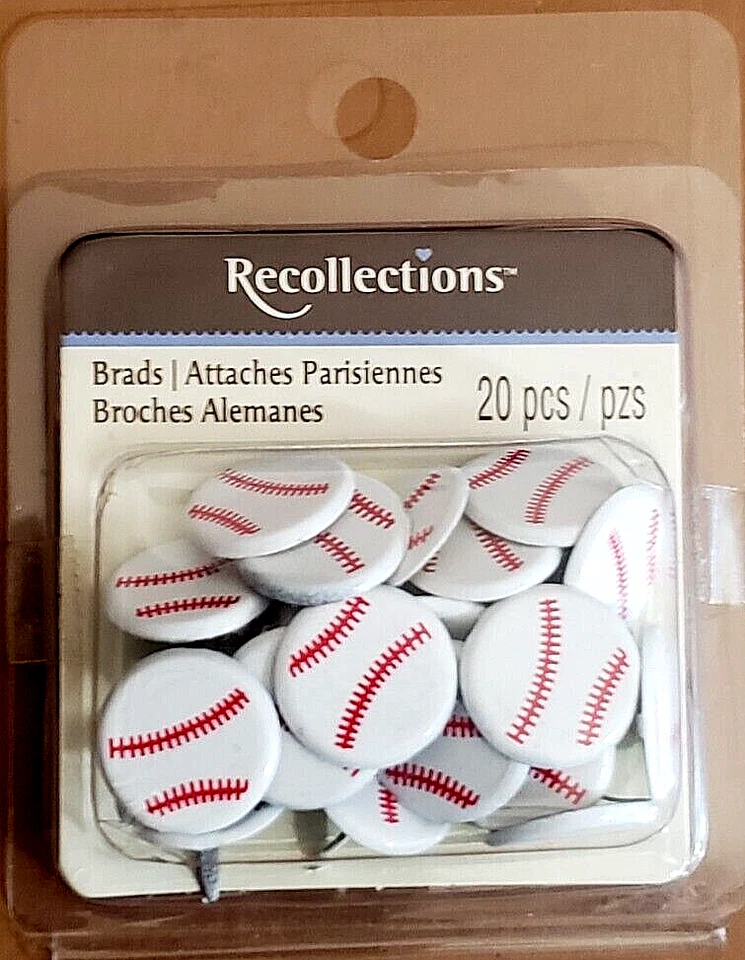 Recollections™
Brads | Attaches Parisiennes
Broches Alemanes
20 pcs / pzs